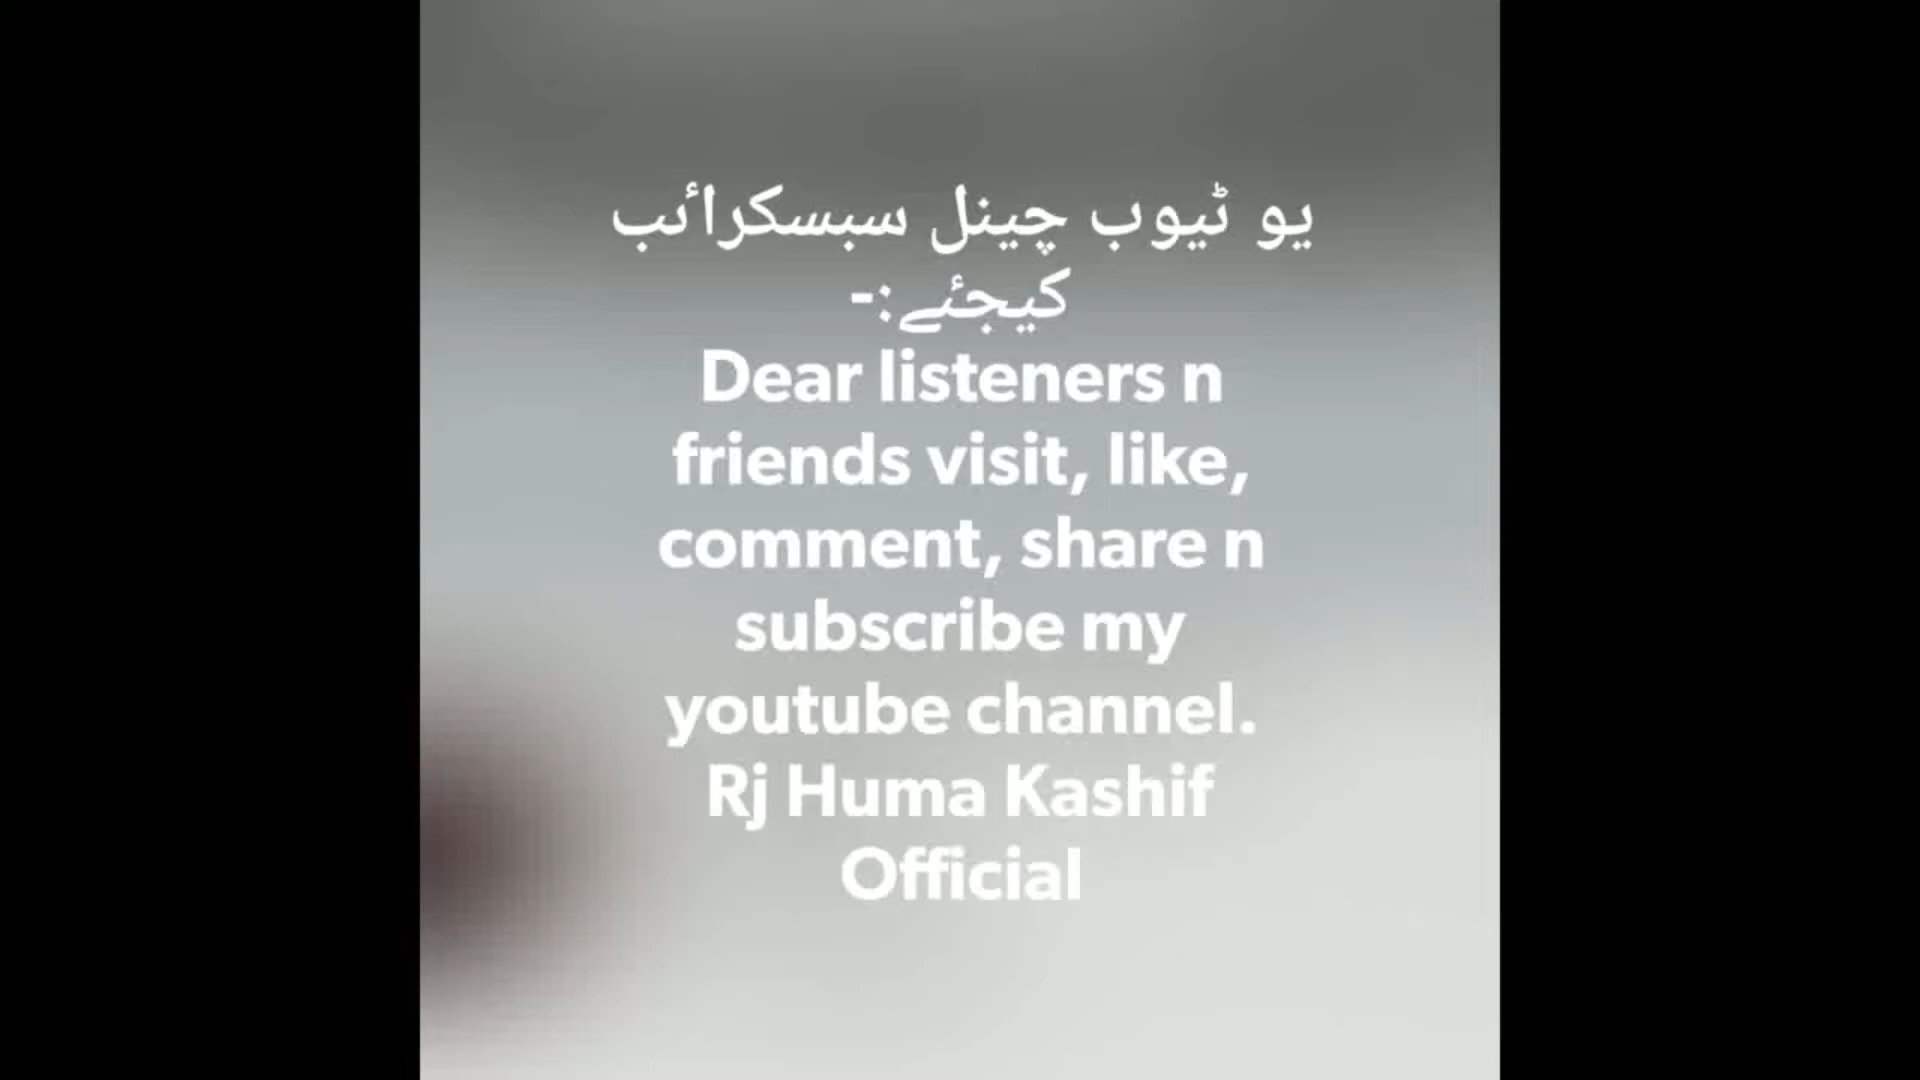 یو ٹیوب چینل سبسکرائب
کیجئے:-
Dear listeners n
friends visit, like,
comment, share n
subscribe my
youtube channel.
Rj Huma Kashif
Official